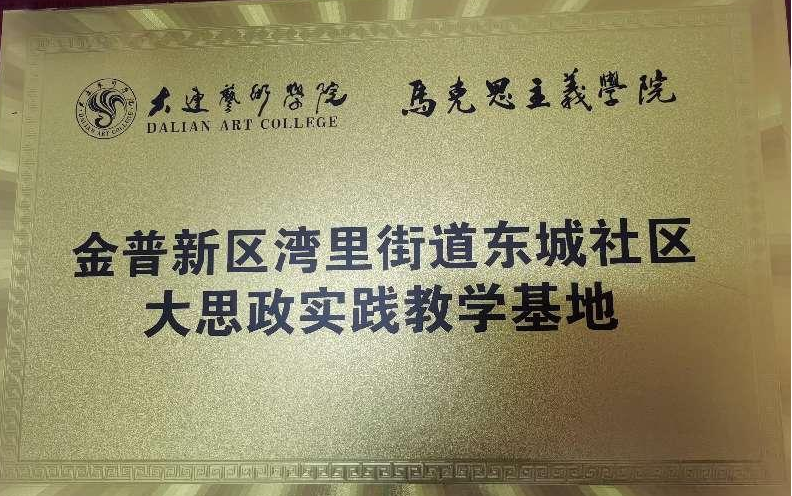 大连藝術學院 馬克思主義學院
DALIAN ART COLLEGE
金普新区湾里街道东城社区
大思政实践教学基地